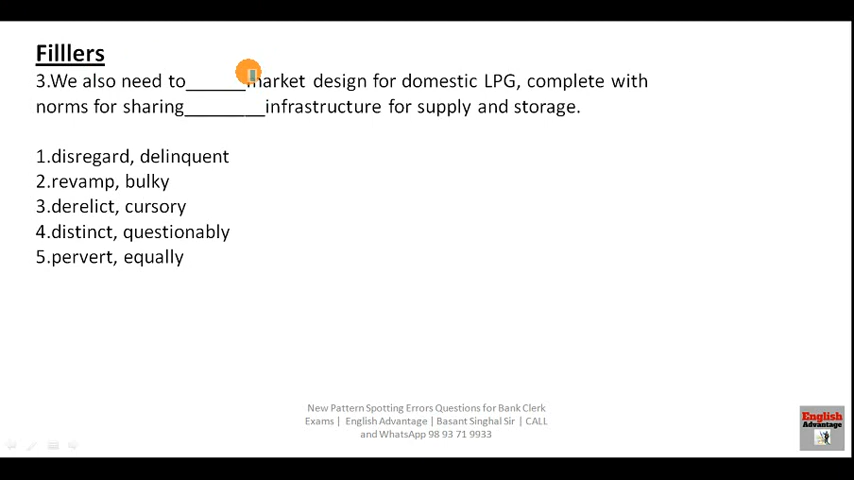 Filllers
3.We also need to______market design for domestic LPG, complete with
norms for sharing________infrastructure for supply and storage.
1.disregard, delinquent
2.revamp, bulky
3.derelict, cursory
4.distinct, questionably
5.pervert, equally
New Pattern Spotting Errors Questions for Bank Clerk
Exams | English Advantage | Basant Singhal Sir | CALL
and WhatsApp 98 93 71 9933
English
Advantage